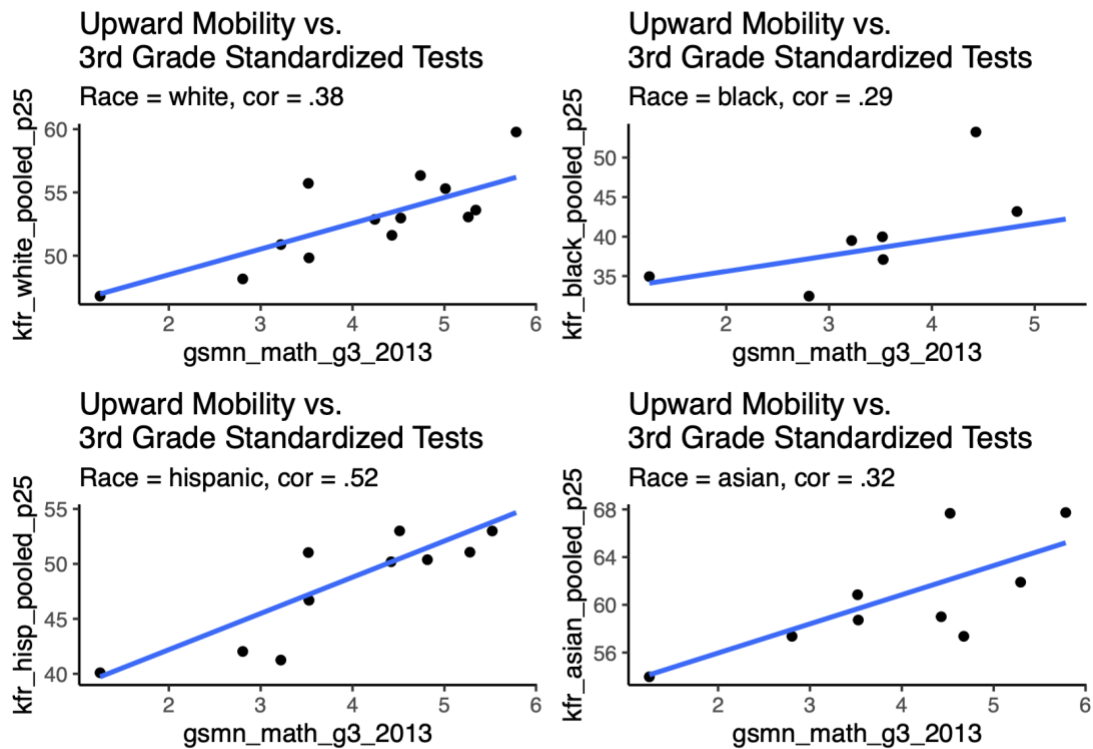 Upward Mobility vs.
3rd Grade Standardized Tests
Race = white, cor = .38
kfr_white_pooled_p25
60
55
50
2 3 4 5 6
gsmn_math_g3_2013
Upward Mobility vs.
3rd Grade Standardized Tests
Race = black, cor = .29
kfr_black_pooled_p25
50
45
40
35
2 3 4 5
gsmn_math_g3_2013
Upward Mobility vs.
3rd Grade Standardized Tests
Race = hispanic, cor = .52
kfr_hisp_pooled_p25
55
50
45
40
2 3 4 5 6
gsmn_math_g3_2013
Upward Mobility vs.
3rd Grade Standardized Tests
Race = asian, cor = .32
kfr_asian_pooled_p25
68
64
60
56
2 3 4 5 6
gsmn_math_g3_2013